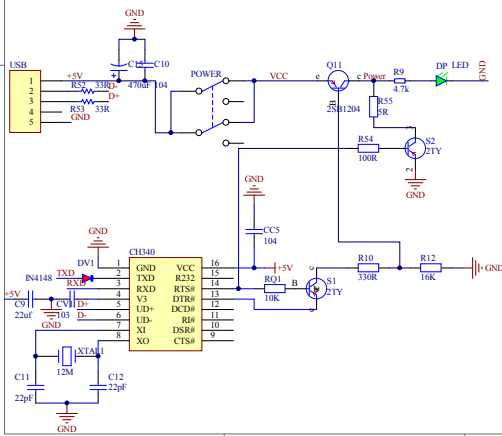 GND
USB
C15 C10
470uF 104
1 +5V
2 R52 33R D-
3 D+
4 R53 33R
5 GND
POWER
VCC
Q11
e c Power
B
2SB1204
R9
4.7k
DP LED
GND
R55
5R
R54
100R
3
S2
2TY
2
GND
GND
CC5
104
+5V
GND
CH340
DV1
IN4148
TXD
RXD
+5V
C9
22uf
CV1
103
GND
D+
D-
1 GND VCC 16
2 TXD R232 15
3 RXD RTS# 14
4 V3 DTR# 13
5 UD+ DCD# 12
6 UD- RI# 11
7 XI DSR# 10
8 XO CTS# 9
RQ1
10K
B
c
S1
2TY
e
R10
330R
R12
16K
GND
XTAL1
12M
C11
22pF
C12
22pF
GND